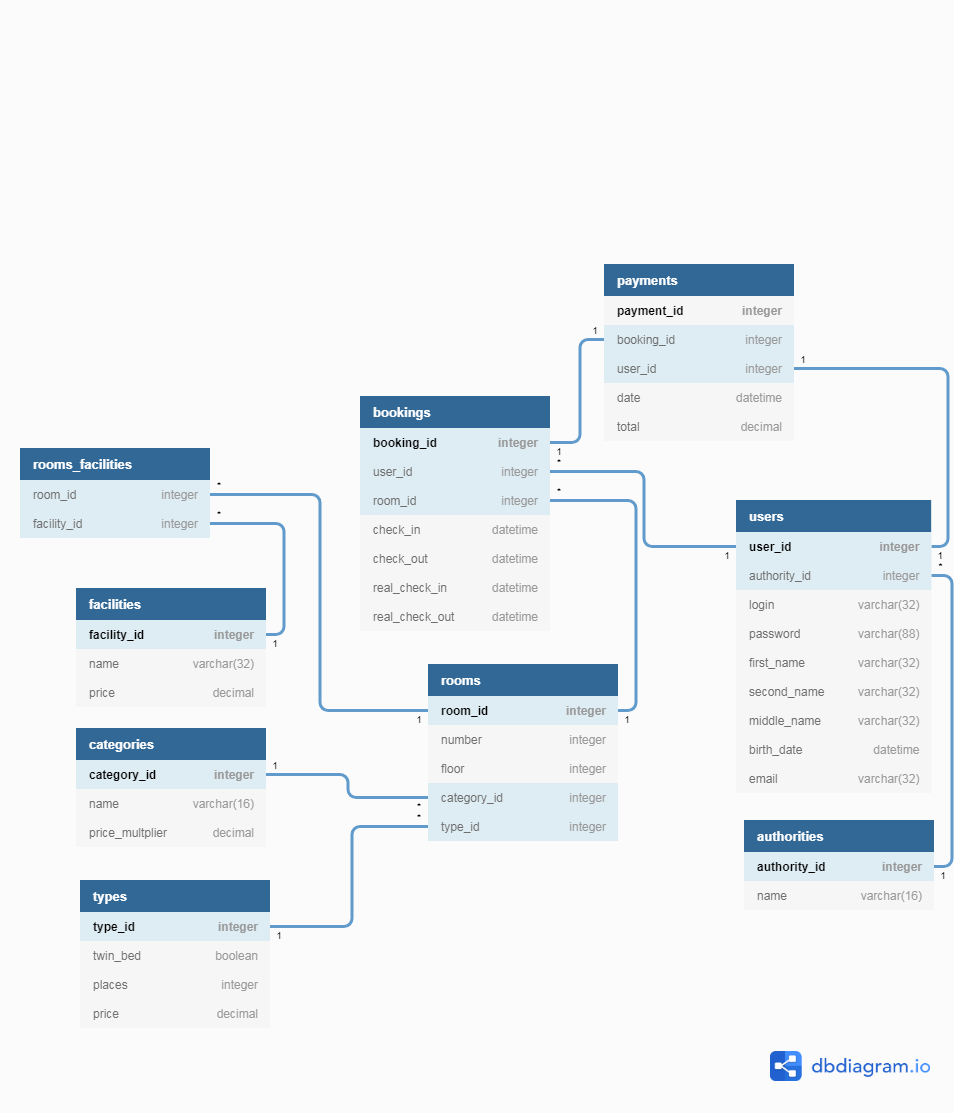 payments
payment_id integer
booking_id integer
user_id integer
date datetime
total decimal
1
1
bookings
booking_id integer
user_id integer
room_id integer
check_in datetime
check_out datetime
real_check_in datetime
real_check_out datetime
1
*
*
rooms_facilities
room_id integer
facility_id integer
*
*
users
user_id integer
authority_id integer
login varchar(32)
password varchar(88)
first_name varchar(32)
second_name varchar(32)
middle_name varchar(32)
birth_date datetime
email varchar(32)
1
1
*
facilities
facility_id integer
name varchar(32)
price decimal
1
rooms
room_id integer
number integer
floor integer
category_id integer
type_id integer
1
1
*
*
categories
category_id integer
name varchar(16)
price_multplier decimal
1
authorities
authority_id integer
name varchar(16)
1
types
type_id integer
twin_bed boolean
places integer
price decimal
1
dbdiagram.io